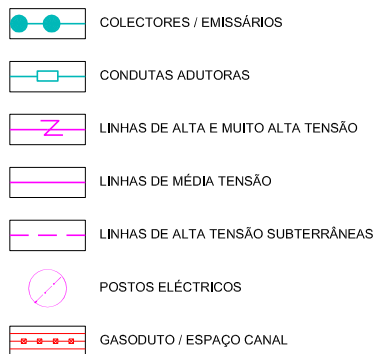 COLECTORES / EMISSÁRIOS
CONDUTAS ADUTORAS
LINHAS DE ALTA E MUITO ALTA TENSÃO
LINHAS DE MÉDIA TENSÃO
LINHAS DE ALTA TENSÃO SUBTERRÂNEAS
POSTOS ELÉCTRICOS
GASODUTO / ESPAÇO CANAL